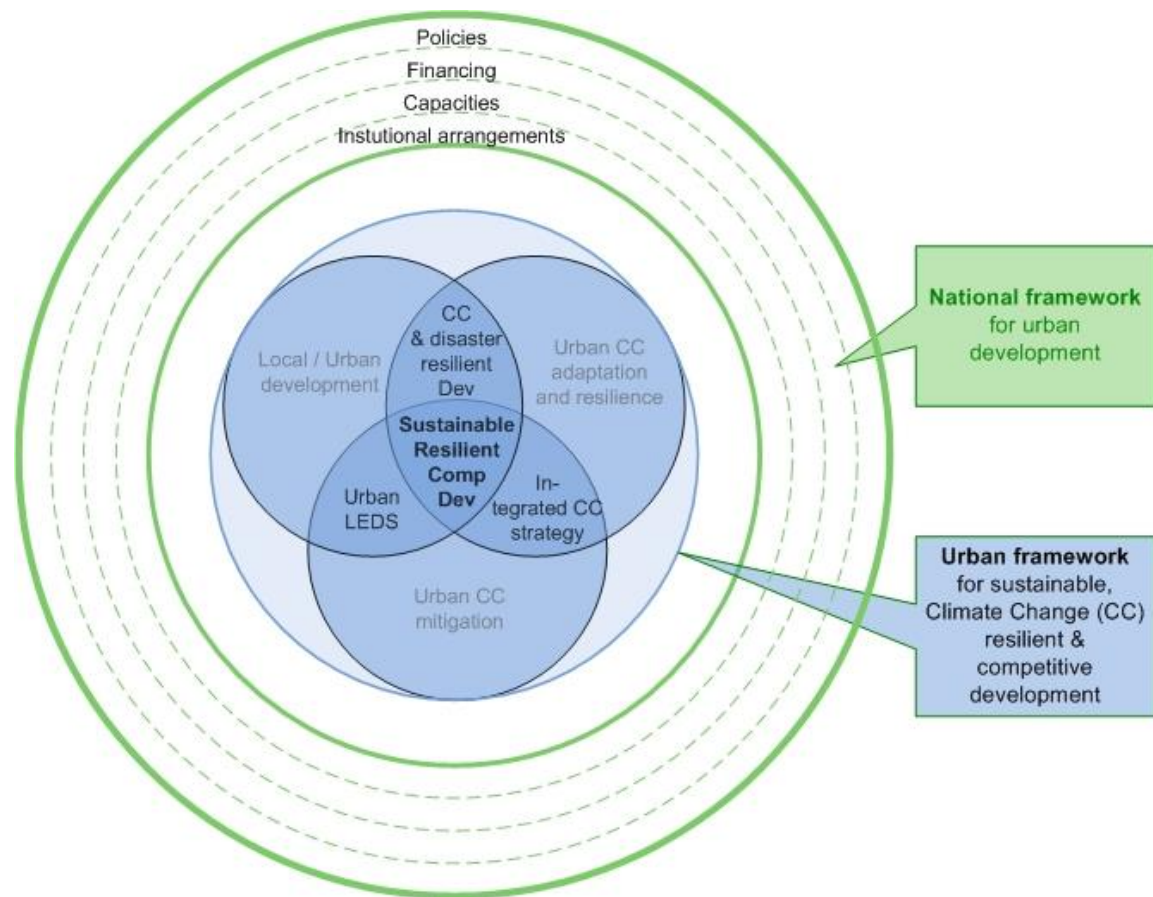 Policies
Financing
Capacities
Instutional arrangements
CC
& disaster
resilient
Dev
Local / Urban
development
Urban CC
adaptation
and resilience
Sustainable
Resilient
Comp
Dev
Urban
LEDS
In-
tegrated CC
strategy
Urban CC
mitigation
National framework
for urban
development
Urban framework
for sustainable,
Climate Change (CC)
resilient &
competitive
development